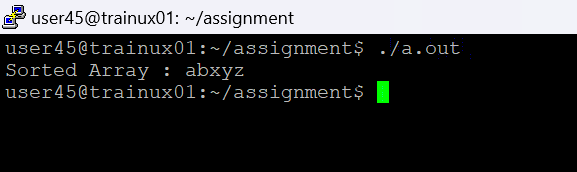 user45@trainux01: ~/assignment
user45@trainux01:~/assignment$ ./a.out
Sorted Array : abxyz
user45@trainux01:~/assignment$